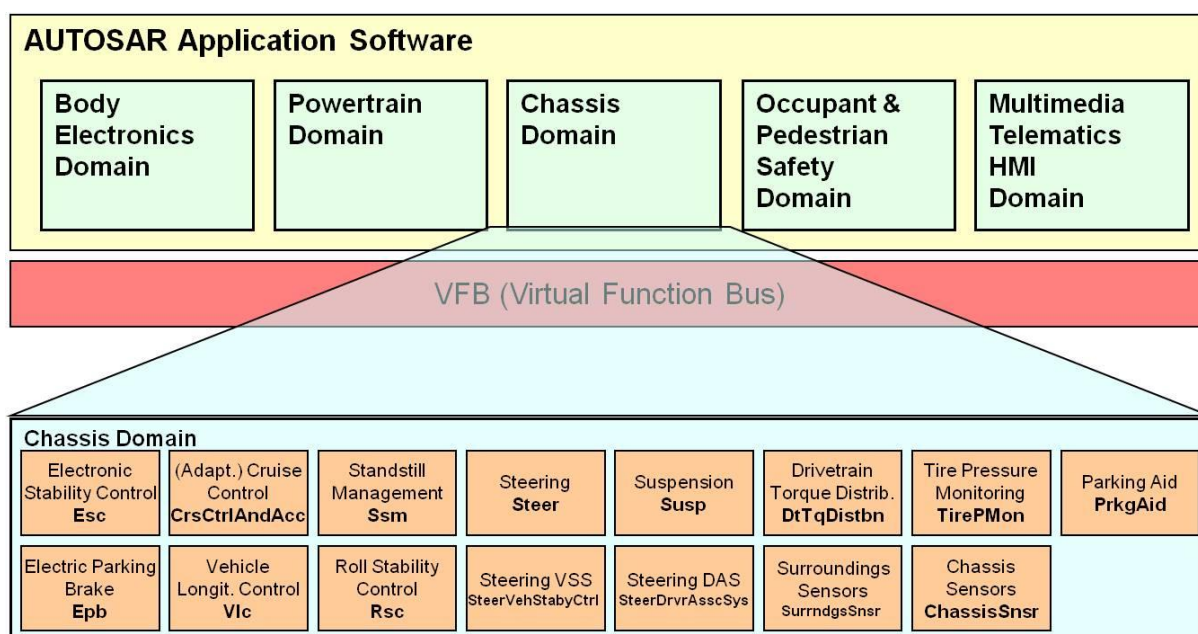 AUTOSAR Application Software
Body
Electronics
Domain
Powertrain
Domain
Chassis
Domain
Occupant &
Pedestrian
Safety
Domain
Multimedia
Telematics
HMI
Domain
VFB (Virtual Function Bus)
Chassis Domain
Electronic
Stability Control
Esc
(Adapt.) Cruise
Control
CrsCtrlAndAcc
Standstill
Management
Ssm
Steering
Steer
Suspension
Susp
Drivetrain
Torque Distrib.
DtTqDistbn
Tire Pressure
Monitoring
TirePMon
Parking Aid
PrkgAid
Electric Parking
Brake
Epb
Vehicle
Longit. Control
Vlc
Roll Stability
Control
Rsc
Steering VSS
SteerVehStabyCtrl
Steering DAS
SteerDrvrAsscSys
Surroundings
Sensors
SurrndgsSnsr
Chassis
Sensors
ChassisSnsr